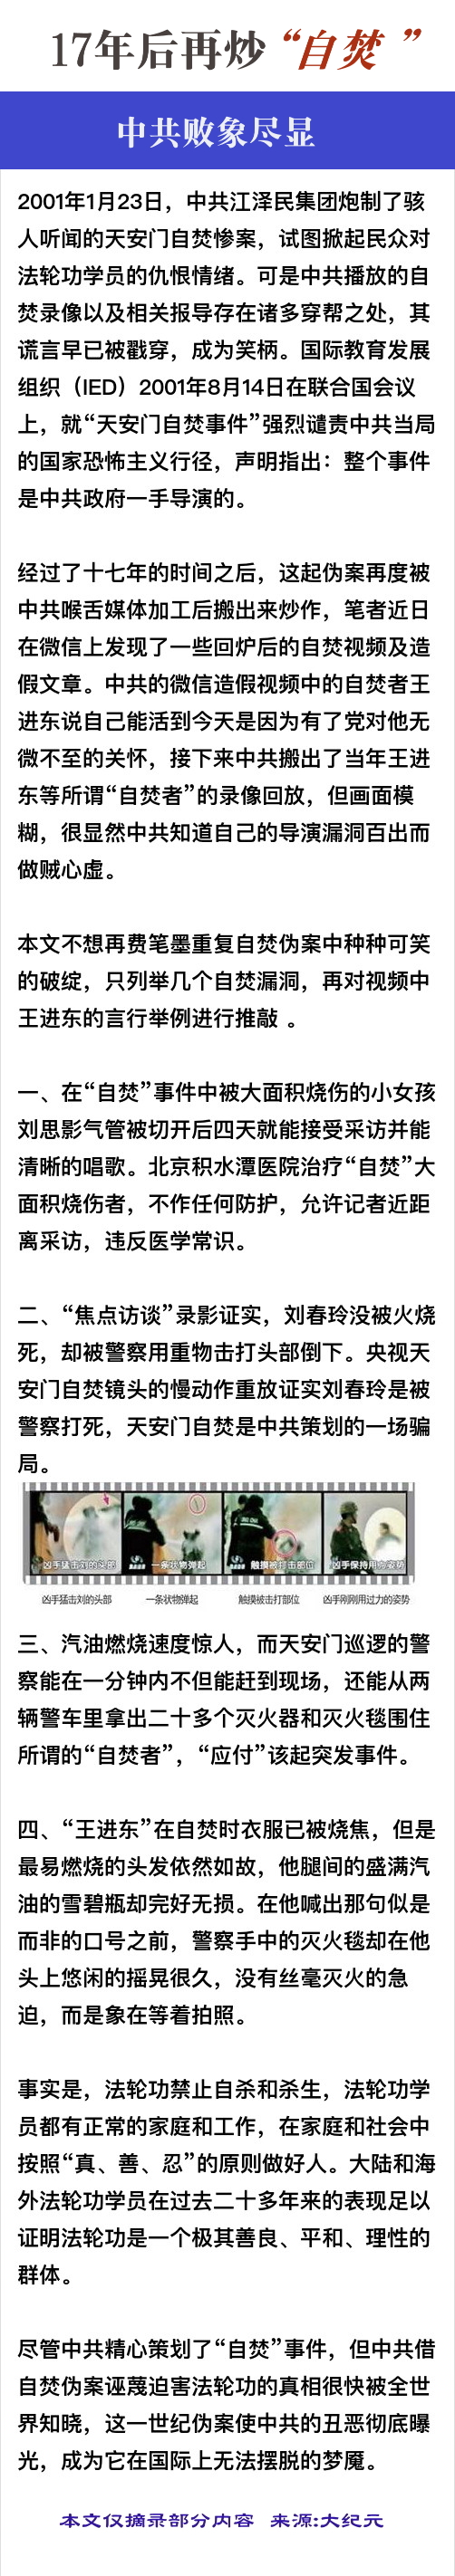 17年后再炒“自焚 ”
中共败象尽显
2001年1月23日，中共江泽民集团炮制了骇
人听闻的天安门自焚惨案，试图掀起民众对
法轮功学员的仇恨情绪。可是中共播放的自
焚录像以及相关报导存在诸多穿帮之处，其
谎言早已被戳穿，成为笑柄。国际教育发展
组织（IED）2001年8月14日在联合国会议
上，就“天安门自焚事件”强烈谴责中共当局
的国家恐怖主义行径，声明指出：整个事件
是中共政府一手导演的。
经过了十七年的时间之后，这起伪案再度被
中共喉舌媒体加工后搬出来炒作，笔者近日
在微信上发现了一些回炉后的自焚视频及造
假文章。中共的微信造假视频中的自焚者王
进东说自己能活到今天是因为有了党对他无
微不至的关怀，接下来中共搬出了当年王进
东等所谓“自焚者”的录像回放，但画面模
糊，很显然中共知道自己的导演漏洞百出而
做贼心虚。
本文不想再费笔墨重复自焚伪案中种种可笑
的破绽，只列举几个自焚漏洞，再对视频中
王进东的言行举例进行推敲 。
一、在“自焚”事件中被大面积烧伤的小女孩
刘思影气管被切开后四天就能接受采访并能
清晰的唱歌。北京积水潭医院治疗“自焚”大
面积烧伤者，不作任何防护，允许记者近距
离采访，违反医学常识。
二、“焦点访谈”录影证实，刘春玲没被火烧
死，却被警察用重物击打头部倒下。央视天
安门自焚镜头的慢动作重放证实刘春玲是被
警察打死，天安门自焚是中共策划的一场骗
局。
凶手猛击刘的头部 一条状物弹起 触摸被击打部位 凶手保持用力姿势
凶手猛击刘的头部 一条状物弹起 触摸被击打部位 凶手刚刚用过力的姿势
三、汽油燃烧速度惊人，而天安门巡逻的警
察能在一分钟内不但能赶到现场，还能从两
辆警车里拿出二十多个灭火器和灭火毯围住
所谓的“自焚者”，“应付”该起突发事件。
四、“王进东”在自焚时衣服已被烧焦，但是
最易燃烧的头发依然如故，他腿间的盛满汽
油的雪碧瓶却完好无损。在他喊出那句似是
而非的口号之前，警察手中的灭火毯却在他
头上悠闲的摇晃很久，没有丝毫灭火的急
迫，而是象在等着拍照。
事实是，法轮功禁止自杀和杀生，法轮功学
员都有正常的家庭和工作，在家庭和社会中
按照“真、善、忍”的原则做好人。大陆和海
外法轮功学员在过去二十多年来的表现足以
证明法轮功是一个极其善良、平和、理性的
群体。
尽管中共精心策划了“自焚”事件，但中共借
自焚伪案诬蔑迫害法轮功的真相很快被全世
界知晓，这一世纪伪案使中共的丑恶彻底曝
光，成为它在国际上无法摆脱的梦魇。
本文仅摘录部分内容 来源:大纪元